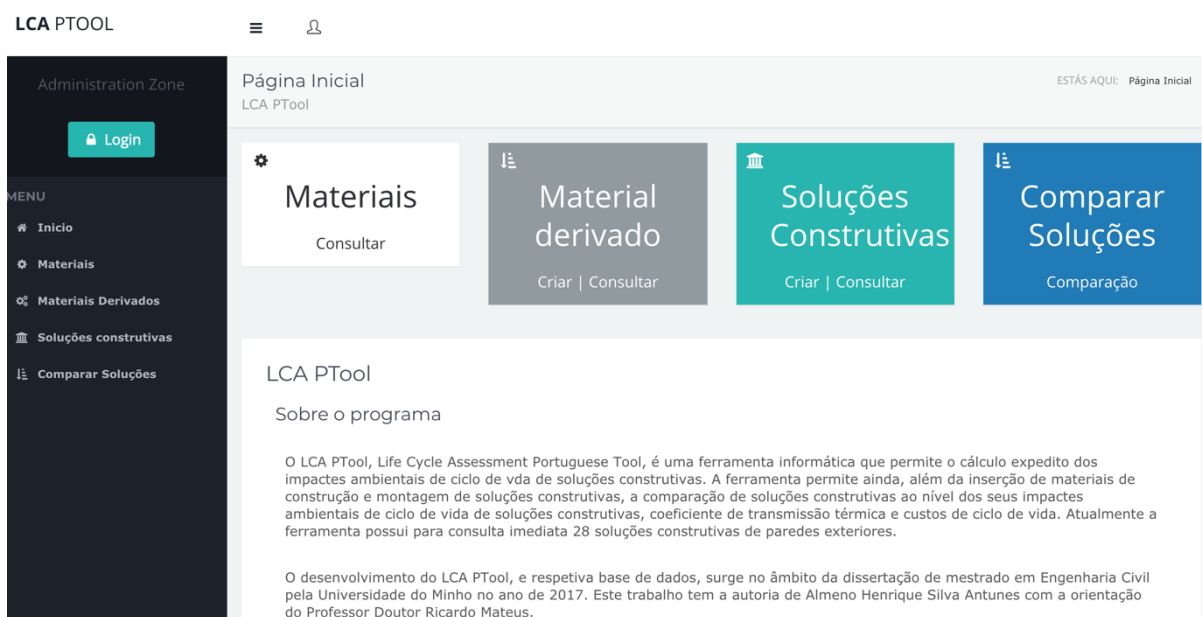 LCA PTOOL
Administration Zone
Login
MENU
Inicio
Materiais
Materiais Derivados
Soluções construtivas
Comparar Soluções
Página Inicial
LCA PTool
ESTÁS AQUI: Página Inicial
Materiais
Consultar
Material
derivado
Criar | Consultar
Soluções
Construtivas
Criar | Consultar
Comparar
Soluções
Comparação
LCA PTool
Sobre o programa
O LCA PTool, Life Cycle Assessment Portuguese Tool, é uma ferramenta informática que permite o cálculo expedito dos
impactes ambientais de ciclo de vda de soluções construtivas. A ferramenta permite ainda, além da inserção de materiais de
construção e montagem de soluções construtivas, a comparação de soluções construtivas ao nível dos seus impactes
ambientais de ciclo de vida de soluções construtivas, coeficiente de transmissão térmica e custos de ciclo de vida. Atualmente a
ferramenta possui para consulta imediata 28 soluções construtivas de paredes exteriores.
O desenvolvimento do LCA PTool, e respetiva base de dados, surge no âmbito da dissertação de mestrado em Engenharia Civil
pela Universidade do Minho no ano de 2017. Este trabalho tem a autoria de Almeno Henrique Silva Antunes com a orientação
do Professor Doutor Ricardo Mateus.